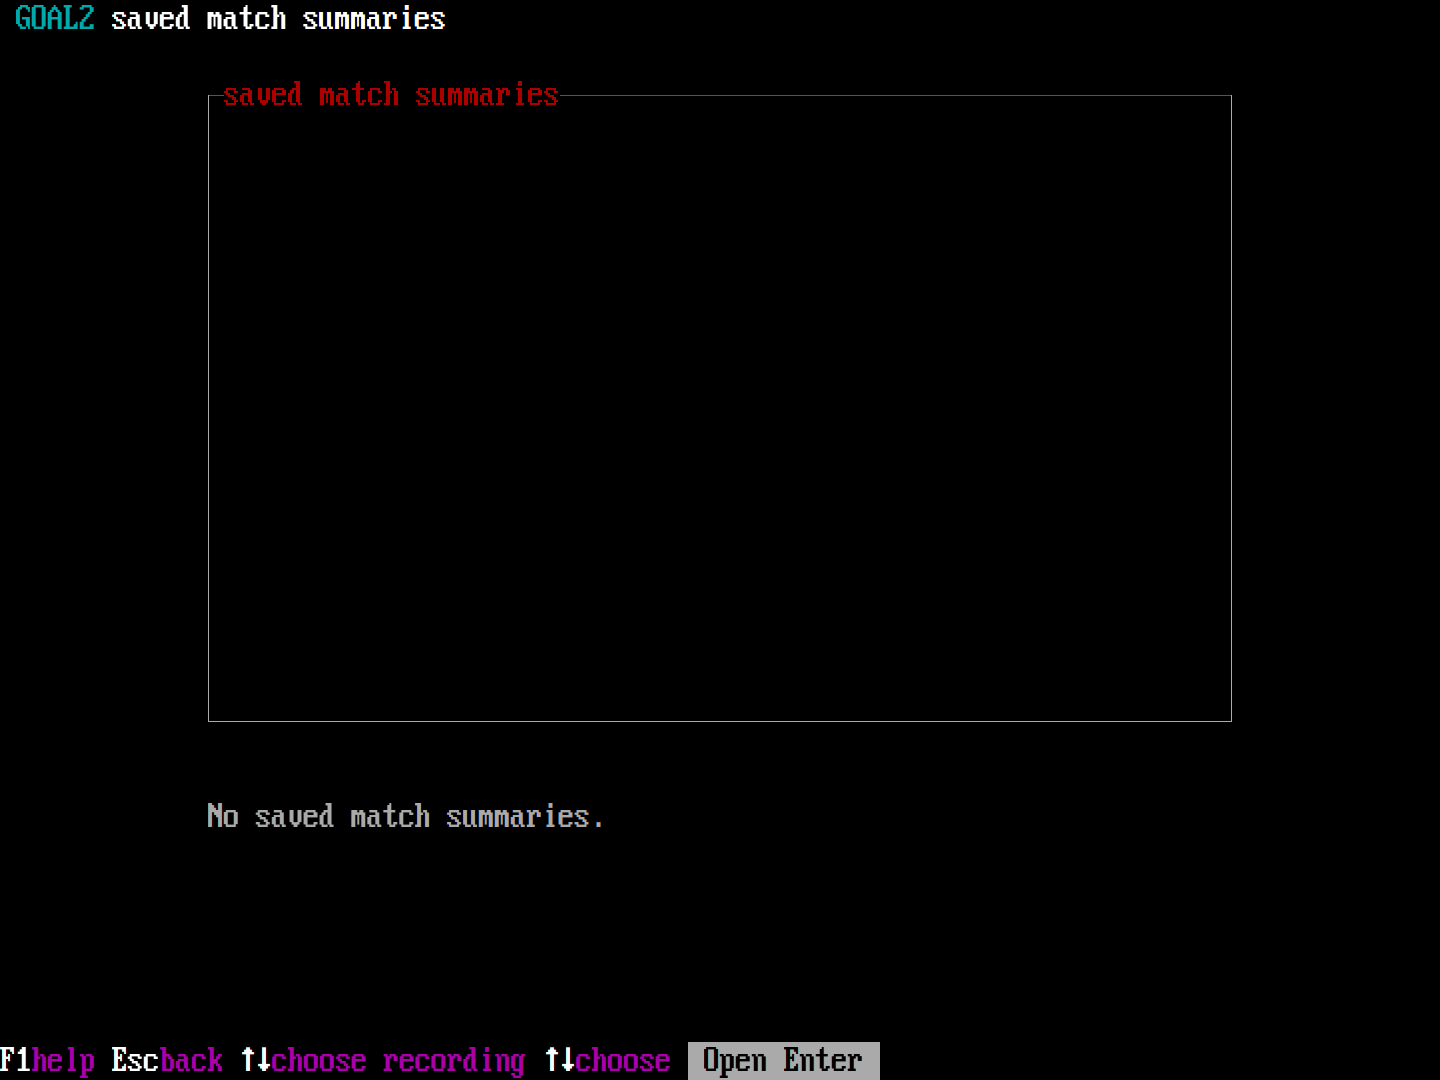 GOAL2 saved match summaries
saved match summaries
No saved match summaries.
F1help Escback ↑↓choose recording ↑↓choose Open Enter